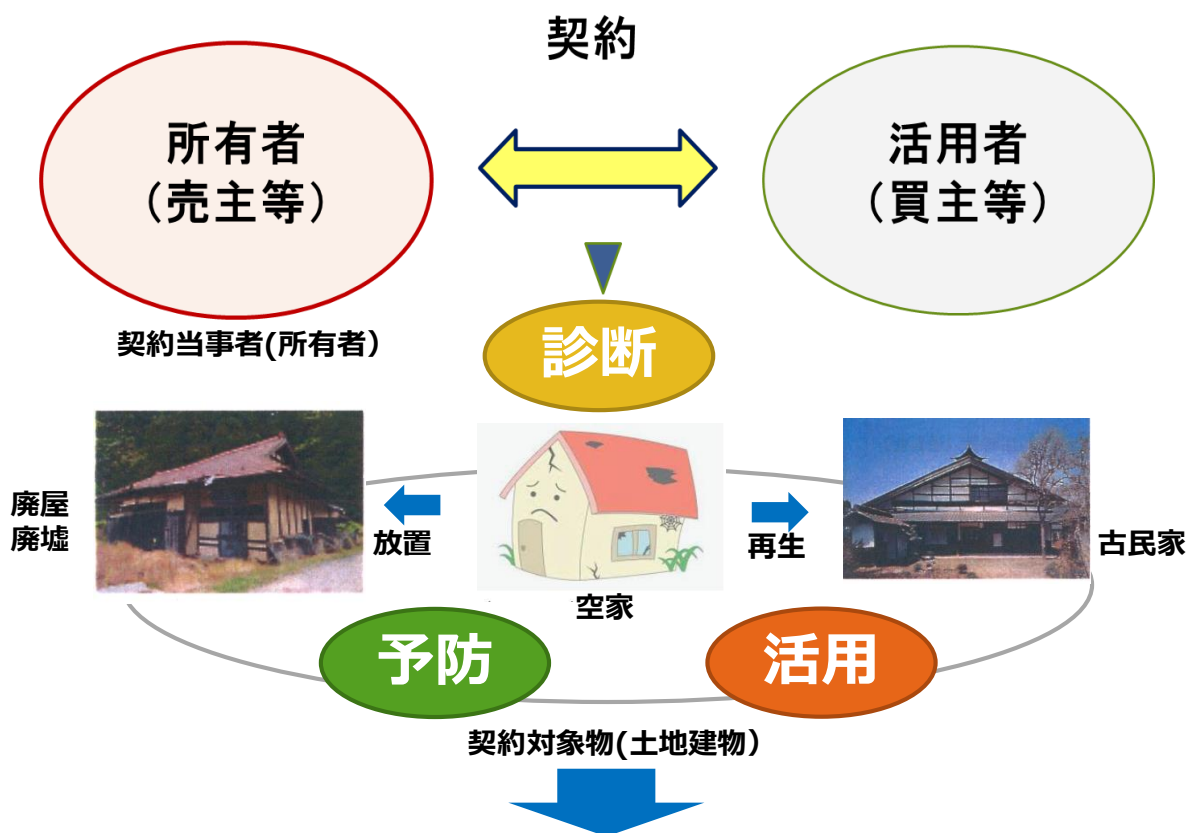 契約
所有者
（売主等）
活用者
（買主等）
契約当事者(所有者）
診断
廃屋
廃墟
放置
再生
古民家
空家
予防
活用
契約対象物(土地建物）